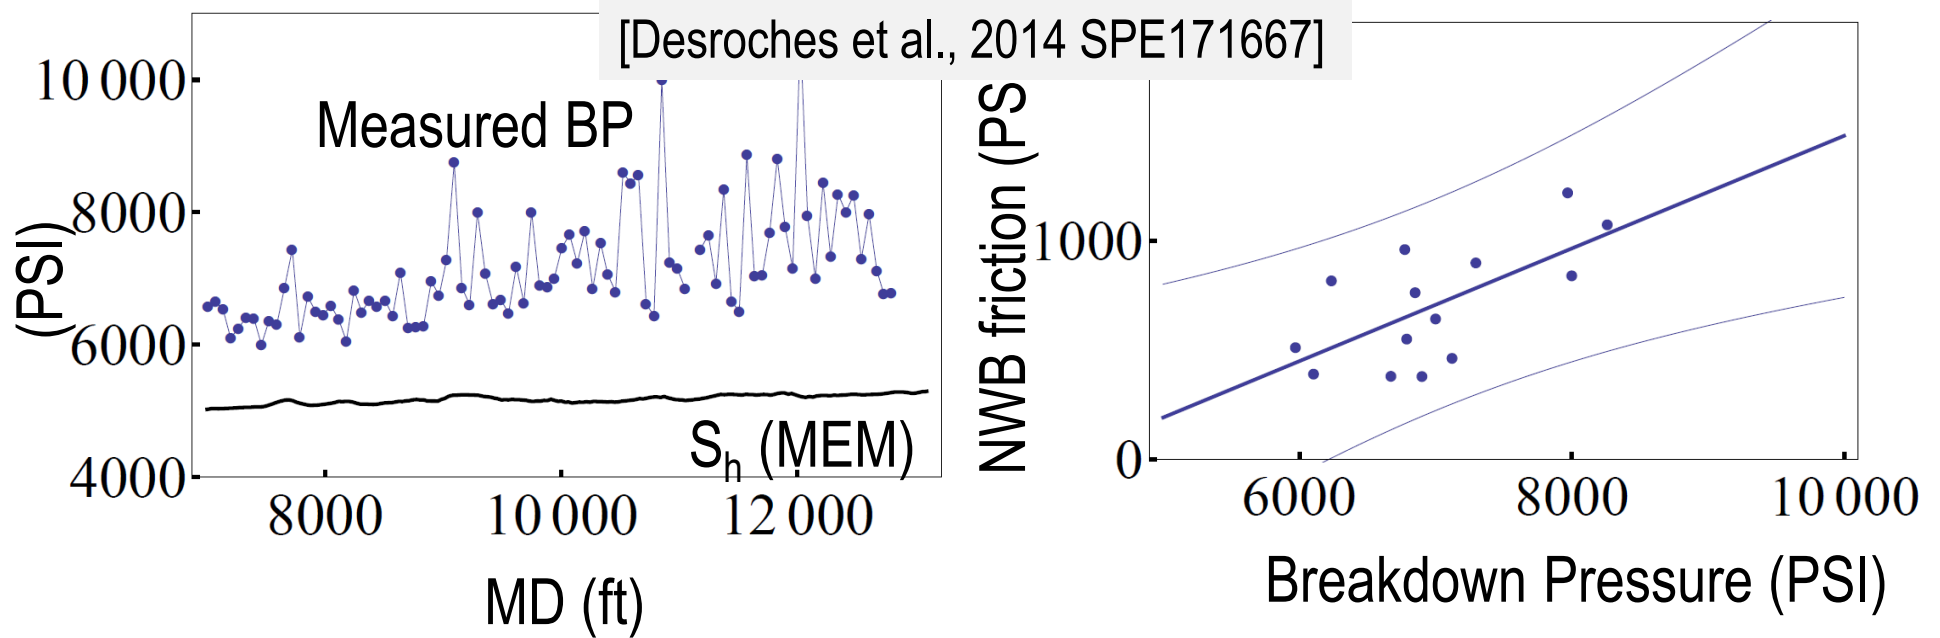 [Desroches et al., 2014 SPE171667]
10 000
8000
6000
4000
(PSI)
Measured BP
Sh (MEM)
8000
10 000
12 000
MD (ft)
NWB friction (PS
1000
0
6000
8000
10 000
Breakdown Pressure (PSI)